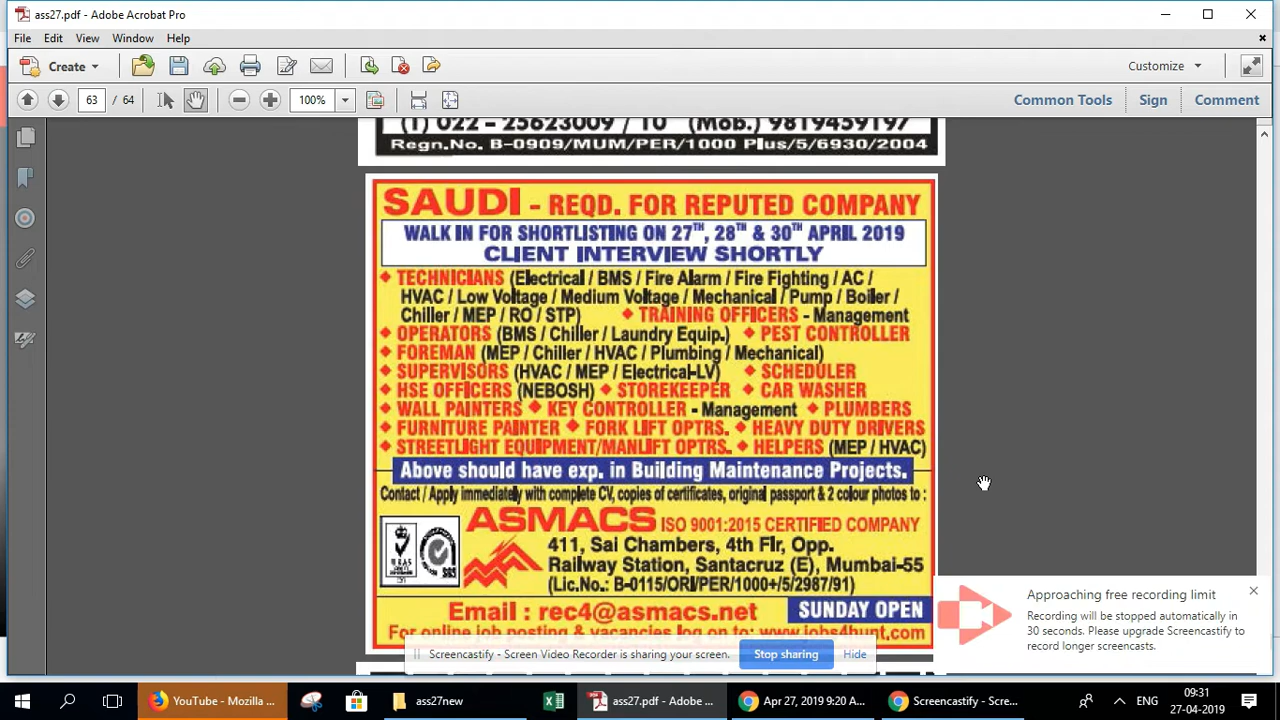 ass27.pdf - Adobe Acrobat Pro
File Edit View Window Help
Create
Customize
63 / 64
100%
Common Tools Sign Comment
(T) 022 - 25623009 / 10 (Mob.) 9819459197
Regn.No. B-0909/MUM/PER/1000 Plus/5/6930/2004
SAUDI - REQD. FOR REPUTED COMPANY
WALK IN FOR SHORTLISTING ON 27TH, 28TH & 30TH APRIL 2019
CLIENT INTERVIEW SHORTLY
◆ TECHNICIANS (Electrical / BMS / Fire Alarm / Fire Fighting / AC /
HVAC / Low Voltage / Medium Voltage / Mechanical / Pump / Boiler /
Chiller / MEP / RO / STP) ◆ TRAINING OFFICERS - Management
◆ OPERATORS (BMS / Chiller / Laundry Equip.) ◆ PEST CONTROLLER
◆ FOREMAN (MEP / Chiller / HVAC / Plumbing / Mechanical)
◆ SUPERVISORS (HVAC / MEP / Electrical-LV) ◆ SCHEDULER
◆ HSE OFFICERS (NEBOSH) ◆ STOREKEEPER ◆ CAR WASHER
◆ WALL PAINTERS ◆ KEY CONTROLLER - Management ◆ PLUMBERS
◆ FURNITURE PAINTER ◆ FORK LIFT OPTRS. ◆ HEAVY DUTY DRIVERS
◆ STREETLIGHT EQUIPMENT/MANLIFT OPTRS. ◆ HELPERS (MEP / HVAC)
Above should have exp. in Building Maintenance Projects.
Contact / Apply immediately with complete CV, copies of certificates, original passport & 2 colour photos to :
ASMACS ISO 9001:2015 CERTIFIED COMPANY
UKAS
SGS
411, Sai Chambers, 4th Flr, Opp.
Railway Station, Santacruz (E), Mumbai-55
(Lic.No.: B-0115/ORI/PER/1000+/5/2987/91)
Email : rec4@asmacs.net
SUNDAY OPEN
For online job posting & vacancies log on to: www.jobs4hunt.com
Approaching free recording limit
Recording will be stopped automatically in
30 seconds. Please upgrade Screencastify to
record longer screencasts.
Screencastify - Screen Video Recorder is sharing your screen. Stop sharing Hide
YouTube - Mozilla ...
ass27new
ass27.pdf - Adobe ...
Apr 27, 2019 9:20 A...
Screencastify - Scre...
ENG
09:31
27-04-2019